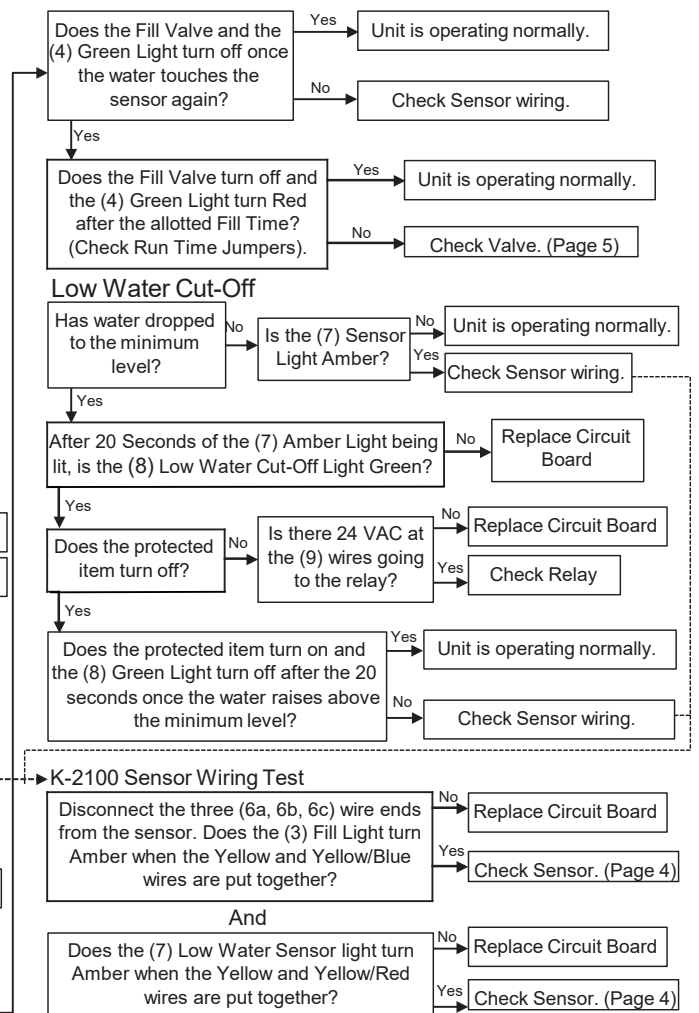 Does the Fill Valve and the
(4) Green Light turn off once
the water touches the
sensor again?
Yes
Unit is operating normally.
No
Check Sensor wiring.
Yes
Does the Fill Valve turn off and
the (4) Green Light turn Red
after the allotted Fill Time?
(Check Run Time Jumpers).
Yes
Unit is operating normally.
No
Check Valve. (Page 5)
Low Water Cut-Off
Has water dropped
to the minimum
level?
No
Is the (7) Sensor
Light Amber?
No
Unit is operating normally.
Yes
Check Sensor wiring.
Yes
After 20 Seconds of the (7) Amber Light being
lit, is the (8) Low Water Cut-Off Light Green?
No
Replace Circuit
Board
Yes
Does the protected
item turn off?
No
Is there 24 VAC at
the (9) wires going
to the relay?
No
Replace Circuit Board
Yes
Check Relay
Yes
Does the protected item turn on and
the (8) Green Light turn off after the 20
seconds once the water raises above
the minimum level?
Yes
Unit is operating normally.
No
Check Sensor wiring.
K-2100 Sensor Wiring Test
Disconnect the three (6a, 6b, 6c) wire ends
from the sensor. Does the (3) Fill Light turn
Amber when the Yellow and Yellow/Blue
wires are put together?
No
Replace Circuit Board
Yes
Check Sensor. (Page 4)
And
Does the (7) Low Water Sensor light turn
Amber when the Yellow and Yellow/Red
wires are put together?
No
Replace Circuit Board
Yes
Check Sensor. (Page 4)